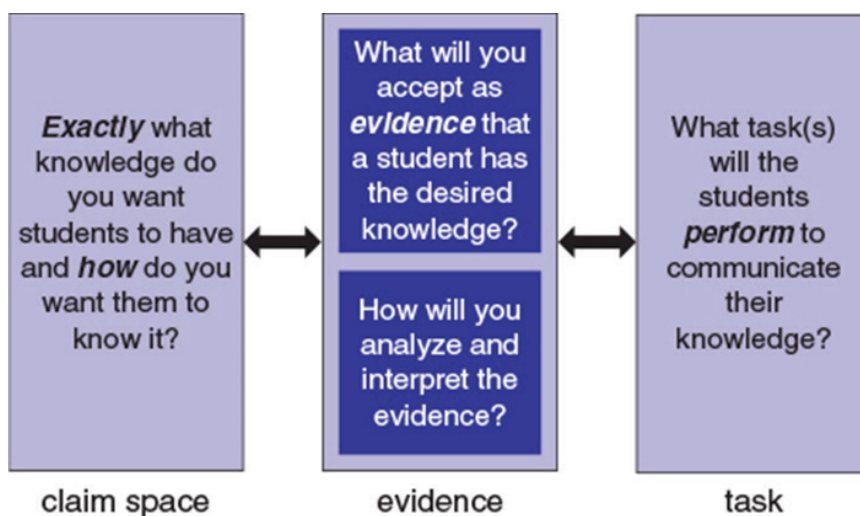 Exactly what
knowledge do
you want
students to have
and how do you
want them to
know it?
What will you
accept as
evidence that
a student has
the desired
knowledge?
How will you
analyze and
interpret the
evidence?
What task(s)
will the
students
perform to
communicate
their
knowledge?
claim space
evidence
task